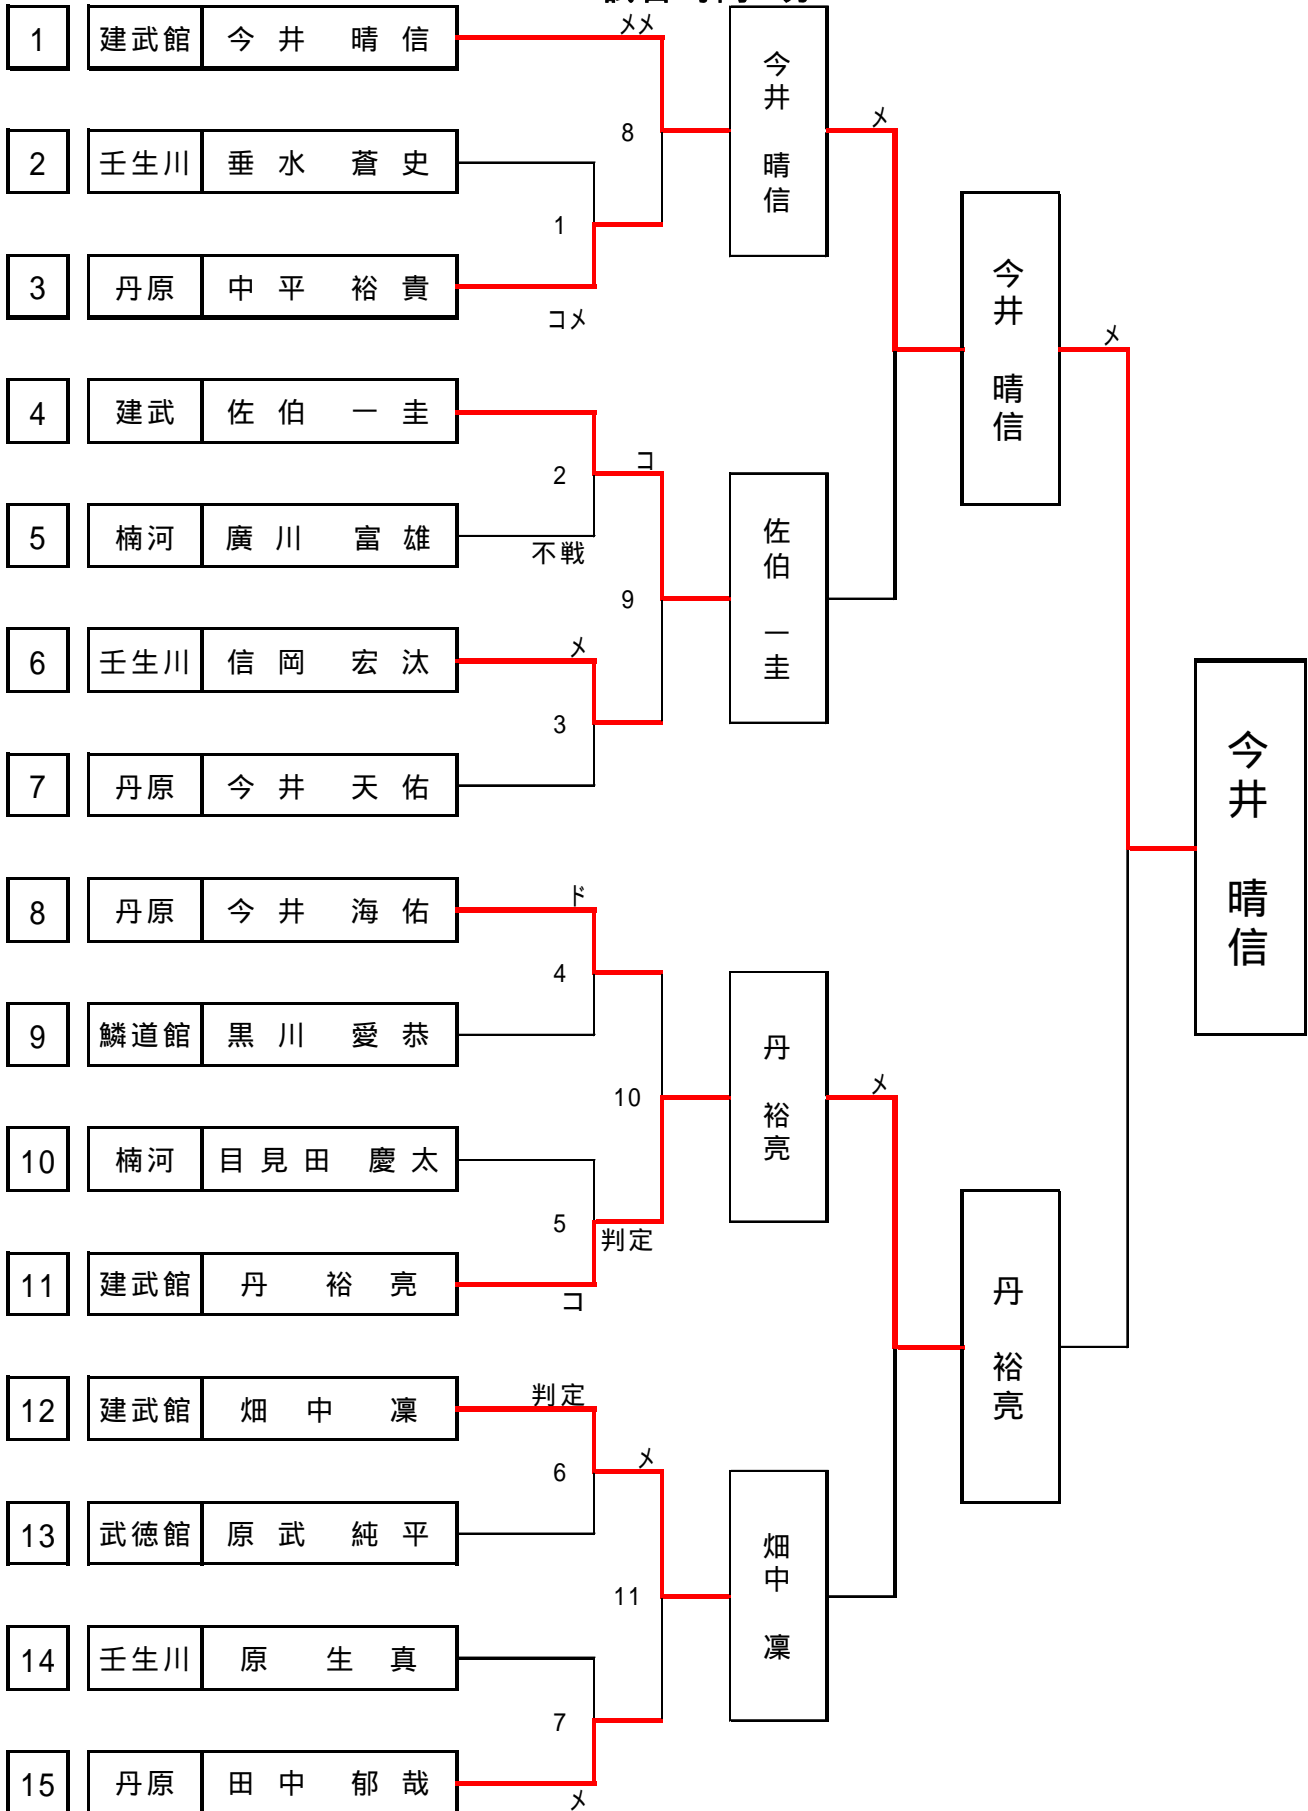 メメ
1 建武館 今井 晴信
今井 晴信
メ
8
2 壬生川 垂水 蒼史
1
今井 晴信
3 丹原 中平 裕貴
コメ
メ
4 建武 佐伯 一圭
コ
2
佐伯 一圭
5 楠河 廣川 富雄
不戦
9
6 壬生川 信岡 宏汰
メ
3
7 丹原 今井 天佑
今井 晴信
8 丹原 今井 海佑
ド
4
9 鱗道館 黒川 愛恭
丹 裕亮
メ
10
10 楠河 目見田 慶太
5
判定
11 建武館 丹 裕亮
コ
丹 裕亮
12 建武館 畑中 凜
判定
メ
6
13 武徳館 原武 純平
畑中 凜
11
14 壬生川 原 生真
7
15 丹原 田中 郁哉
メ